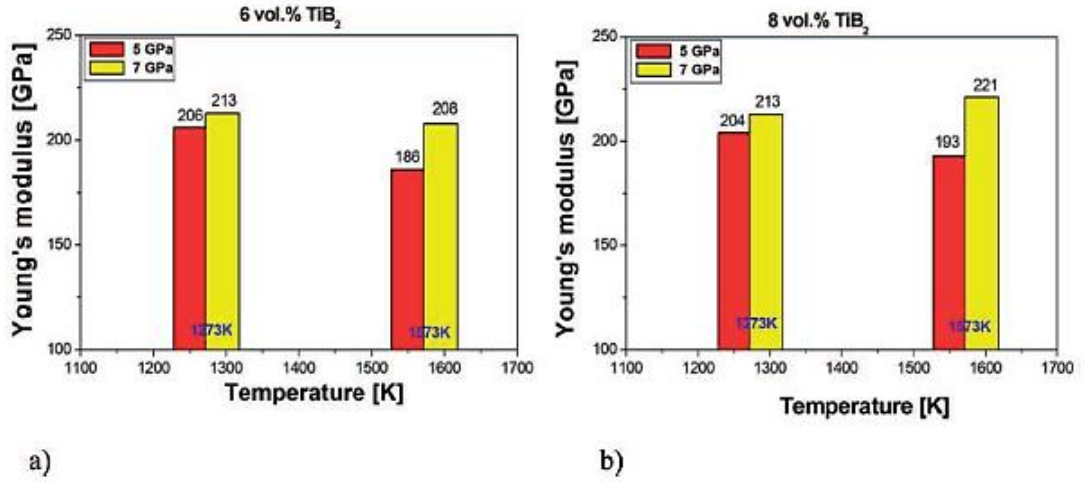 6 vol.% TiB2
Young's modulus [GPa]
250
200
150
100
5 GPa
7 GPa
206
213
186
208
1273K
1573K
1100
1200
1300
1400
1500
1600
1700
Temperature [K]
a)
8 vol.% TiB2
Young's modulus [GPa]
250
200
150
100
5 GPa
7 GPa
204
213
193
221
1273K
1573K
1100
1200
1300
1400
1500
1600
1700
Temperature [K]
b)